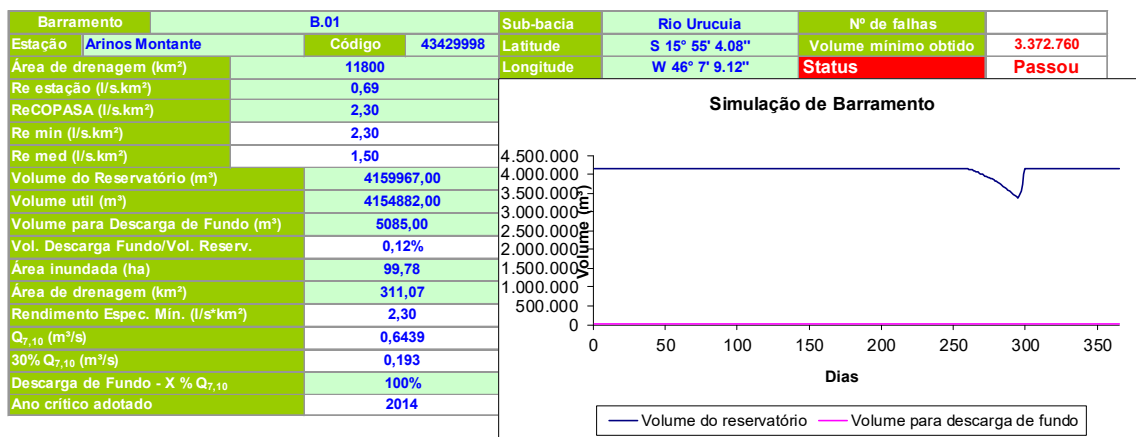 Barramento B.01 Sub-bacia Rio Urucuia Nº de falhas
Estação Arinos Montante Código 43429998 Latitude S 15° 55' 4.08'' Volume mínimo obtido 3.372.760
Área de drenagem (km²) 11800 Longitude W 46° 7' 9.12'' Status Passou
Re estação (l/s.km²) 0,69
ReCOPASA (l/s.km²) 2,30
Re min (l/s.km²) 2,30
Re med (l/s.km²) 1,50
Volume do Reservatório (m³) 4159967,00
Volume util (m³) 4154882,00
Volume para Descarga de Fundo (m³) 5085,00
Vol. Descarga Fundo/Vol. Reserv. 0,12%
Área inundada (ha) 99,78
Área de drenagem (km²) 311,07
Rendimento Espec. Mín. (l/s*km²) 2,30
Q7,10 (m³/s) 0,6439
30% Q7,10 (m³/s) 0,193
Descarga de Fundo - X % Q7,10 100%
Ano crítico adotado 2014
Simulação de Barramento
Volume (m³)
4.500.000
4.000.000
3.500.000
3.000.000
2.500.000
2.000.000
1.500.000
1.000.000
500.000
0
0 50 100 150 200 250 300 350
Dias
Volume do reservatório Volume para descarga de fundo